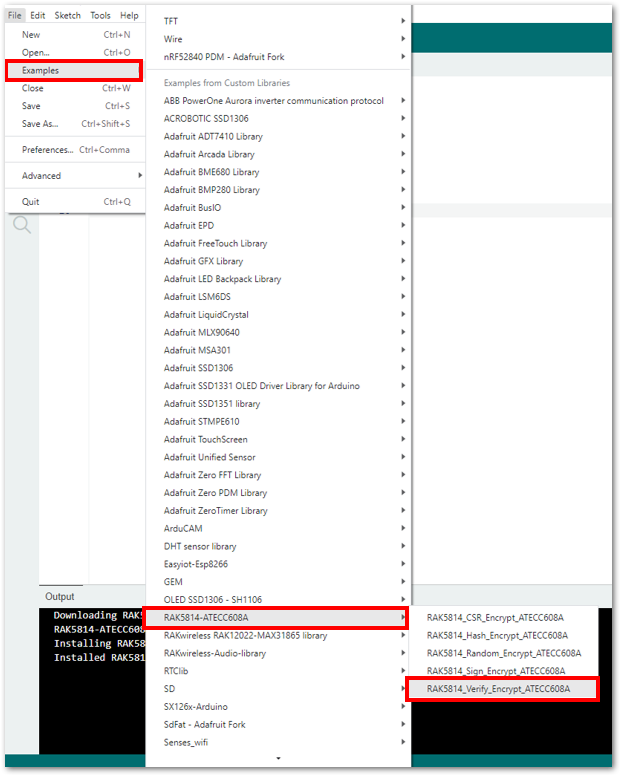 File Edit Sketch Tools Help
New Ctrl+N
Open... Ctrl+O
Examples
Close Ctrl+W
Save Ctrl+S
Save As... Ctrl+Shift+S
Preferences... Ctrl+Comma
Advanced
Quit Ctrl+Q
TFT
Wire
nRF52840 PDM - Adafruit Fork
Examples from Custom Libraries
ABB PowerOne Aurora inverter communication protocol
ACROBOTIC SSD1306
Adafruit ADT7410 Library
Adafruit Arcada Library
Adafruit BME680 Library
Adafruit BMP280 Library
Adafruit BusIO
Adafruit EPD
Adafruit FreeTouch Library
Adafruit GFX Library
Adafruit LED Backpack Library
Adafruit LSM6DS
Adafruit LiquidCrystal
Adafruit MLX90640
Adafruit MSA301
Adafruit SSD1306
Adafruit SSD1331 OLED Driver Library for Arduino
Adafruit SSD1351 library
Adafruit STMPE610
Adafruit TouchScreen
Adafruit Unified Sensor
Adafruit Zero FFT Library
Adafruit Zero PDM Library
Adafruit ZeroTimer Library
ArduCAM
DHT sensor library
Easyiot-Esp8266
GEM
OLED SSD1306 - SH1106
RAK5814-ATECC608A
RAKwireless RAK12022-MAX31865 library
RAKwireless-Audio-library
RTClib
SD
SX126x-Arduino
SdFat - Adafruit Fork
Senses_wifi
RAK5814_CSR_Encrypt_ATECC608A
RAK5814_Hash_Encrypt_ATECC608A
RAK5814_Random_Encrypt_ATECC608A
RAK5814_Sign_Encrypt_ATECC608A
RAK5814_Verify_Encrypt_ATECC608A
Output
Downloading RAK5
RAK5814-ATECC608
Installing RAK58
Installed RAK581